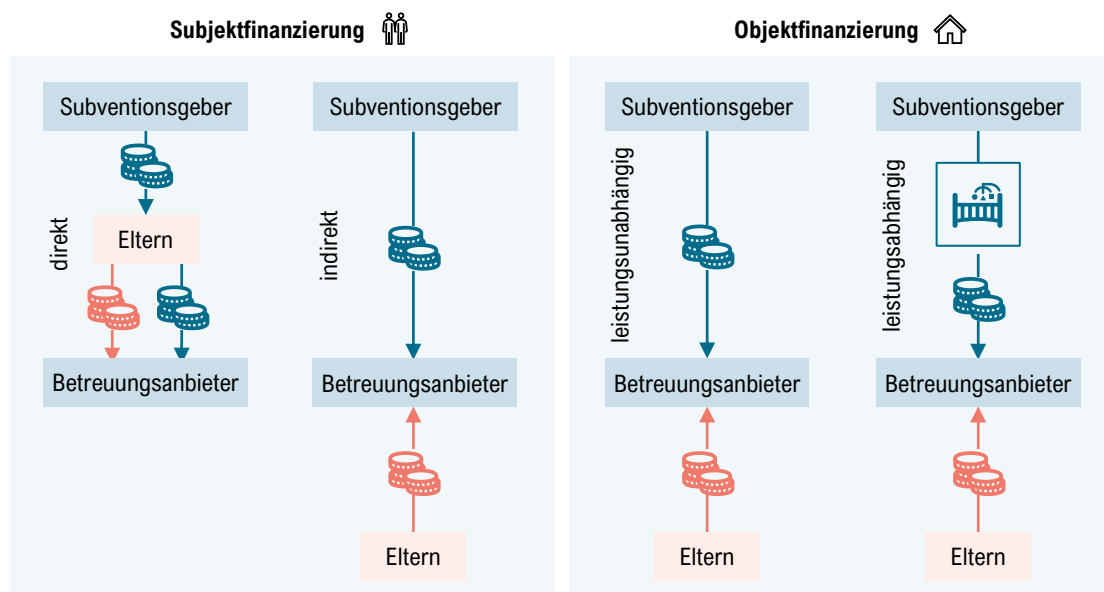 Subjektfinanzierung
Objektfinanzierung
Subventionsgeber
direkt
Eltern
Betreuungsanbieter
Subventionsgeber
indirekt
Betreuungsanbieter
Eltern
Subventionsgeber
leistungsunabhängig
Betreuungsanbieter
Eltern
Subventionsgeber
leistungsabhängig
Betreuungsanbieter
Eltern